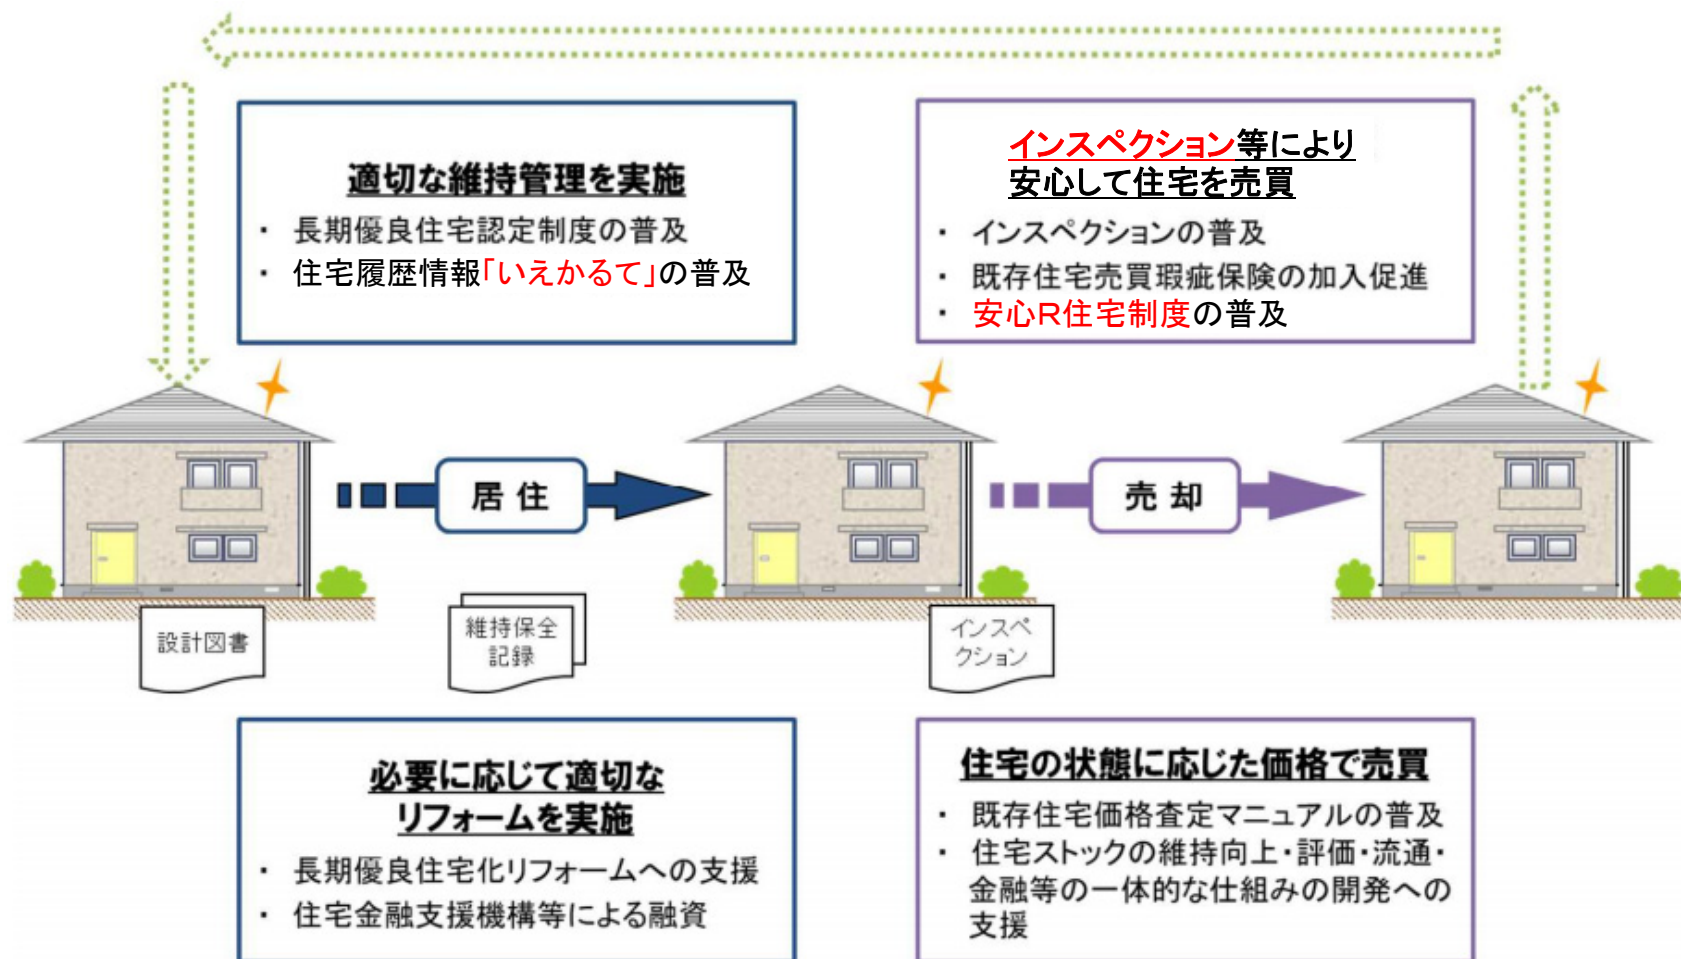 適切な維持管理を実施
・ 長期優良住宅認定制度の普及
・ 住宅履歴情報「いえかるて」の普及
インスペクション等により
安心して住宅を売買
・ インスペクションの普及
・ 既存住宅売買瑕疵保険の加入促進
・ 安心R住宅制度の普及
居住
売却
設計図書
維持保全
記録
インスペ
クション
必要に応じて適切な
リフォームを実施
・ 長期優良住宅化リフォームへの支援
・ 住宅金融支援機構等による融資
住宅の状態に応じた価格で売買
・ 既存住宅価格査定マニュアルの普及
・ 住宅ストックの維持向上・評価・流通・
金融等の一体的な仕組みの開発への
支援